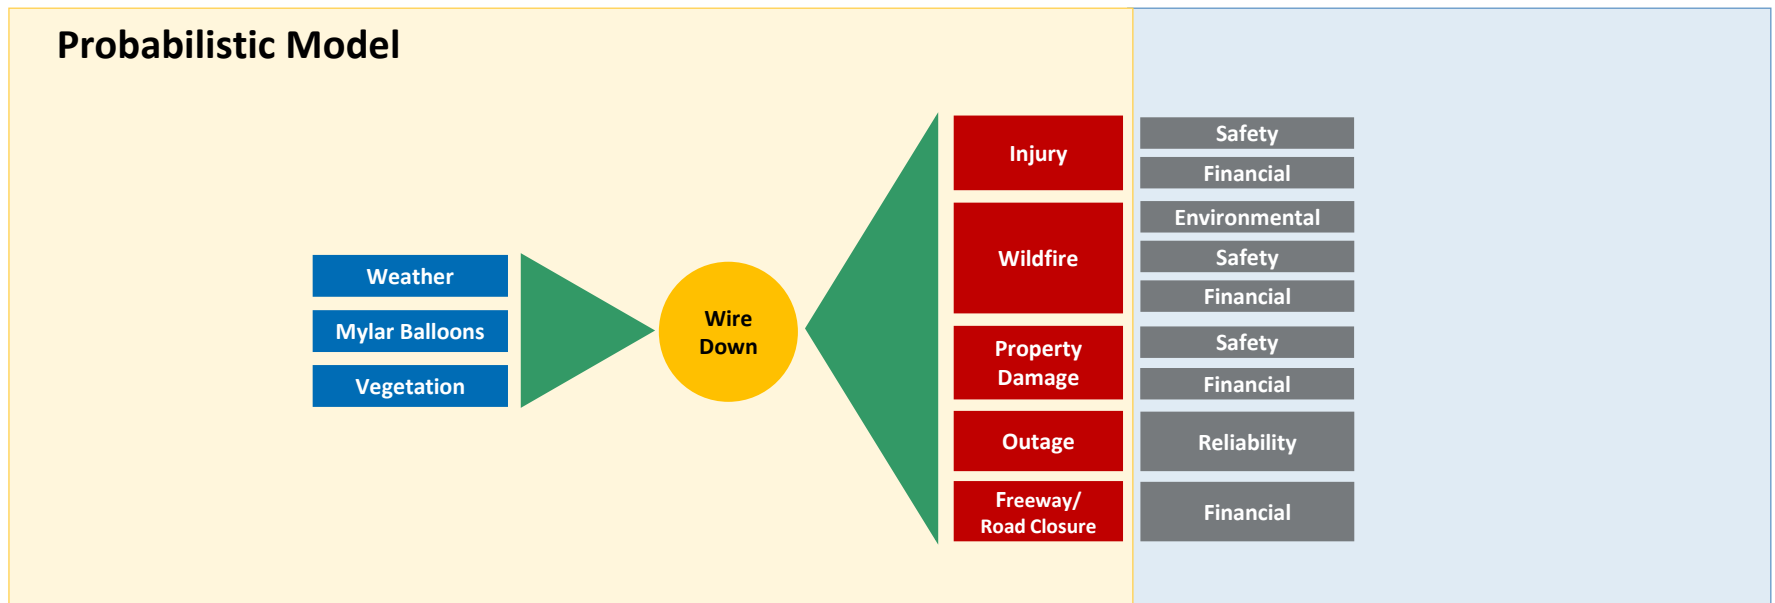 Probabilistic Model
Weather
Mylar Balloons
Vegetation
Wire
Down
Injury
Wildfire
Property
Damage
Outage
Freeway/
Road Closure
Safety
Financial
Environmental
Safety
Financial
Safety
Financial
Reliability
Financial